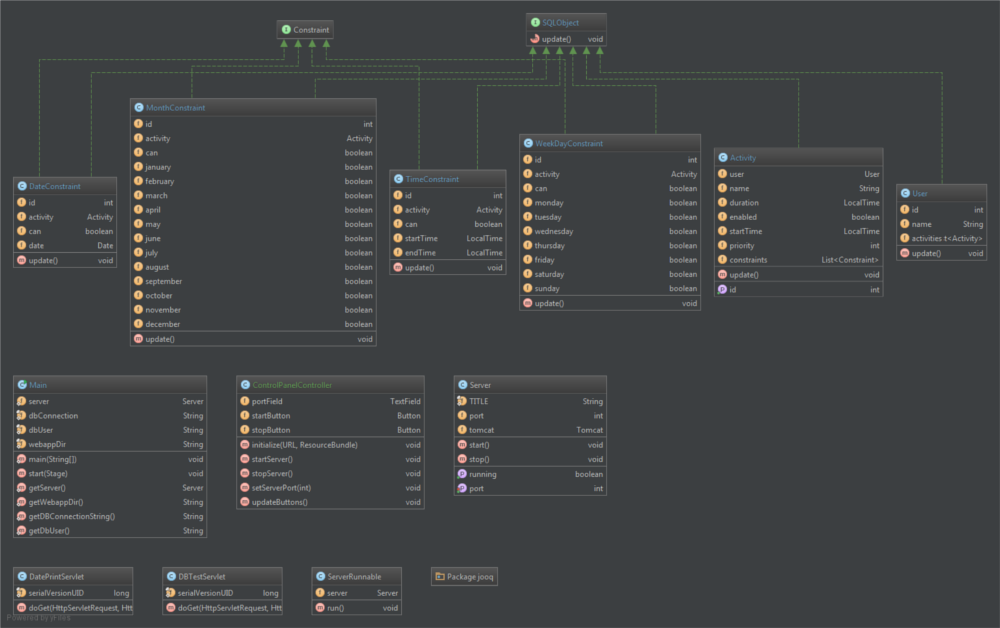 Constraint
SQLObject
update() void
MonthConstraint
id int
activity Activity
can boolean
january boolean
february boolean
march boolean
april boolean
may boolean
june boolean
july boolean
august boolean
september boolean
october boolean
november boolean
december boolean
update() void
DateConstraint
id int
activity Activity
can boolean
date Date
update() void
TimeConstraint
id int
activity Activity
can boolean
startTime LocalTime
endTime LocalTime
update() void
WeekDayConstraint
id int
activity Activity
can boolean
monday boolean
tuesday boolean
wednesday boolean
thursday boolean
friday boolean
saturday boolean
sunday boolean
update() void
Activity
user User
name String
duration LocalTime
enabled boolean
startTime LocalTime
priority int
constraints List<Constraint>
update() void
id int
User
id int
name String
activities t<Activity>
update() void
Main
server Server
dbConnection String
dbUser String
webappDir String
main(String[]) void
start(Stage) void
getServer() Server
getWebappDir() String
getDBConnectionString() String
getDbUser() String
ControlPanelController
portField TextField
startButton Button
stopButton Button
initialize(URL, ResourceBundle) void
startServer() void
stopServer() void
setServerPort(int) void
updateButtons() void
Server
TITLE String
port int
tomcat Tomcat
start() void
stop() void
running boolean
port int
DatePrintServlet
serialVersionUID long
doGet(HttpServletRequest, Htt
DBTestServlet
serialVersionUID long
doGet(HttpServletRequest, Htt
ServerRunnable
server Server
run() void
Package jooq
Powered by yFiles